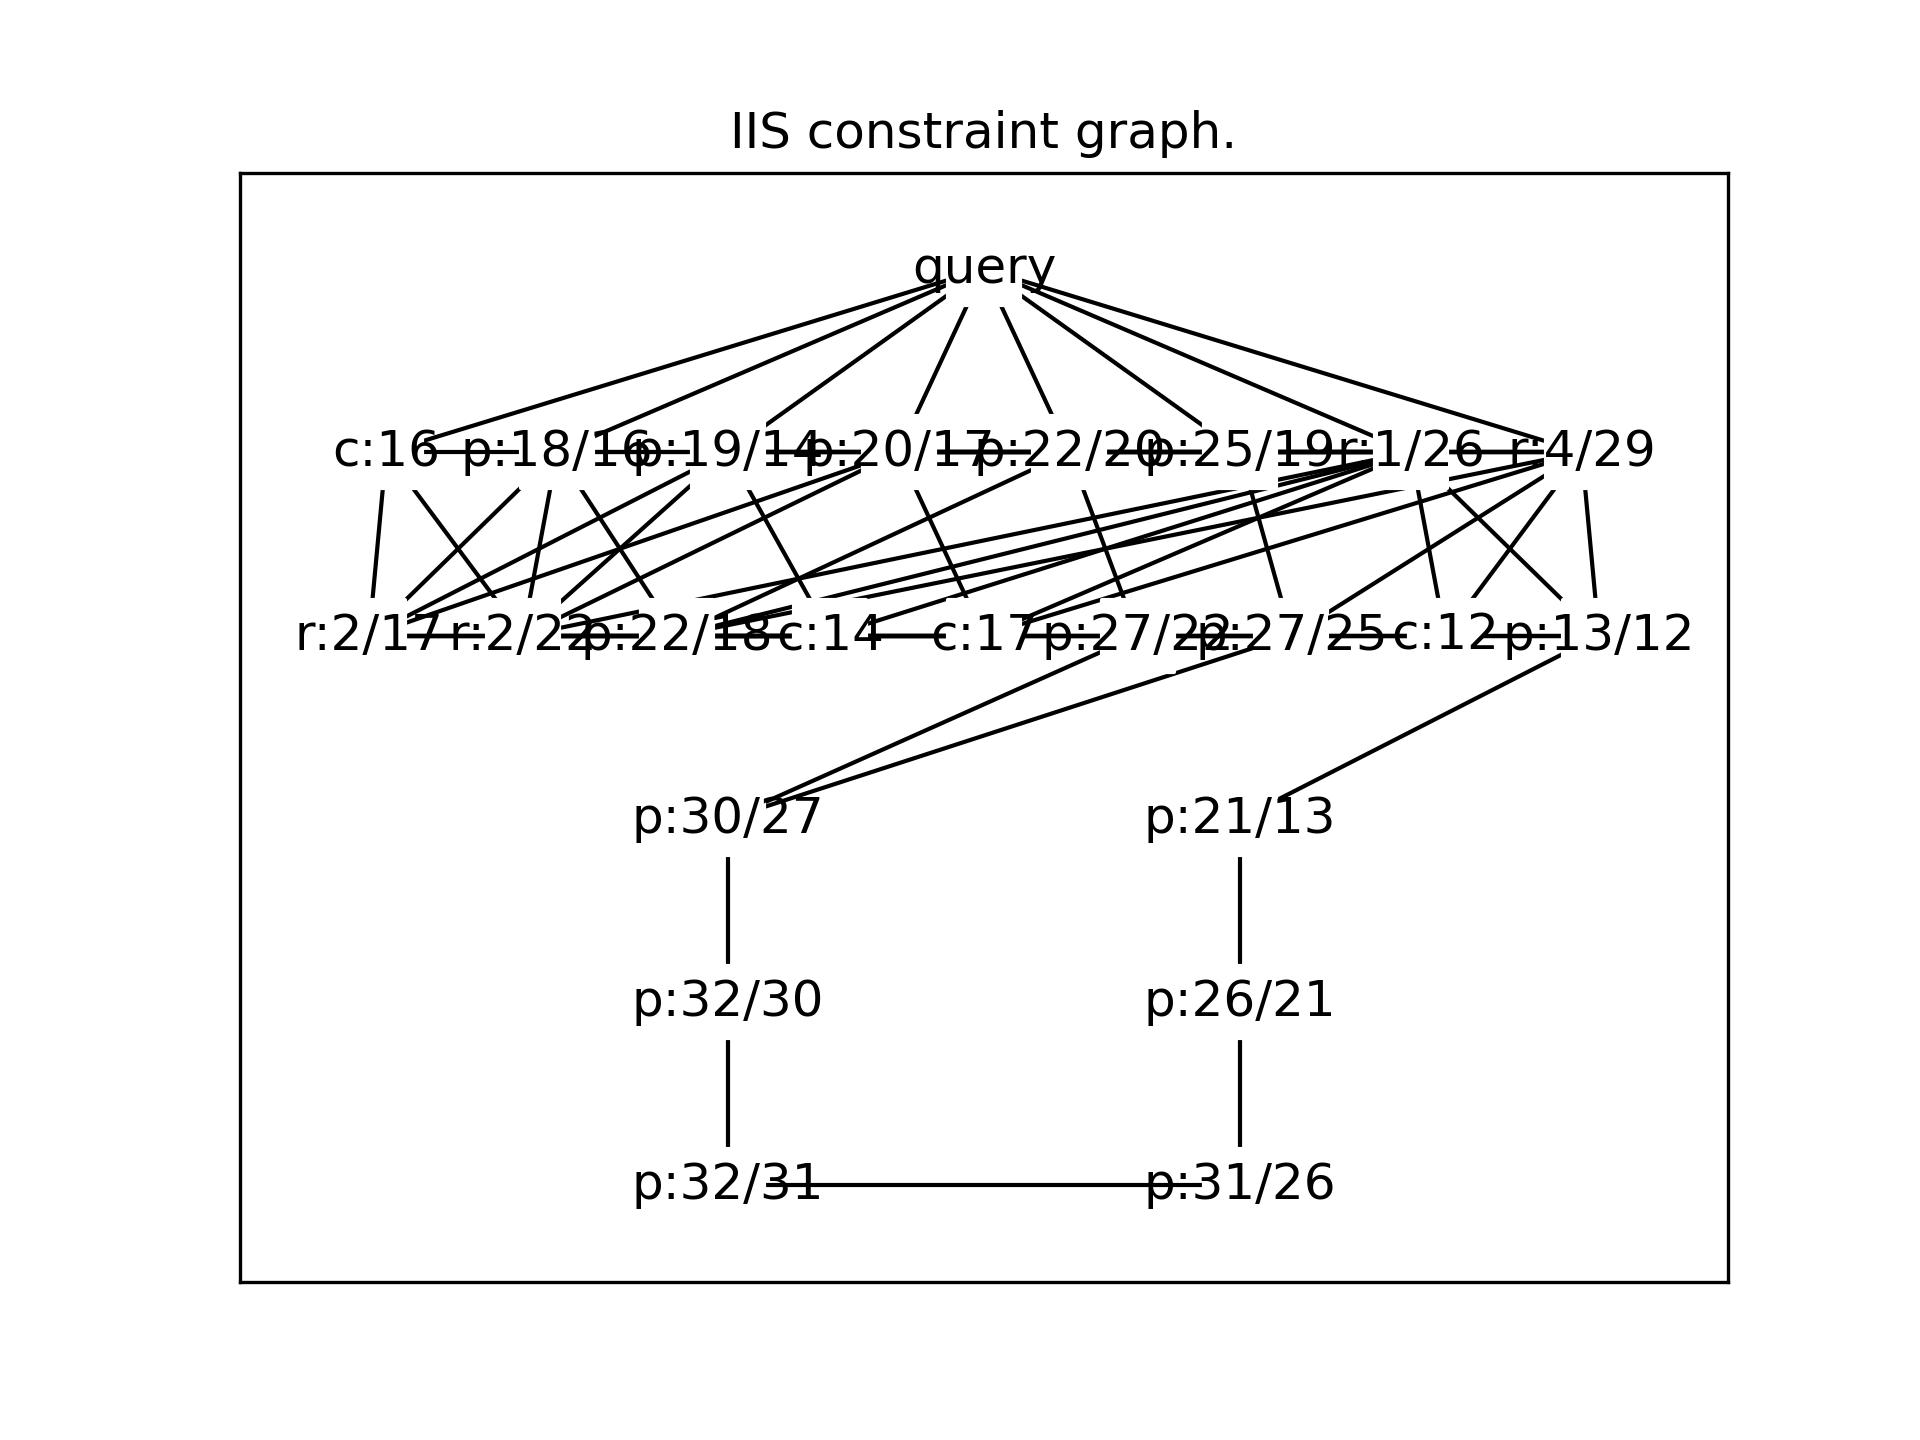 IIS constraint graph.
query
c:16 p:18/16 p:19/14 p:20/17 p:22/20 p:25/19 r:1/26 r:4/29
r:2/17 r:2/22 p:22/18 c:14 c:17 p:27/22 p:27/25 c:12 p:13/12
p:30/27 p:21/13
p:32/30 p:26/21
p:32/31 p:31/26